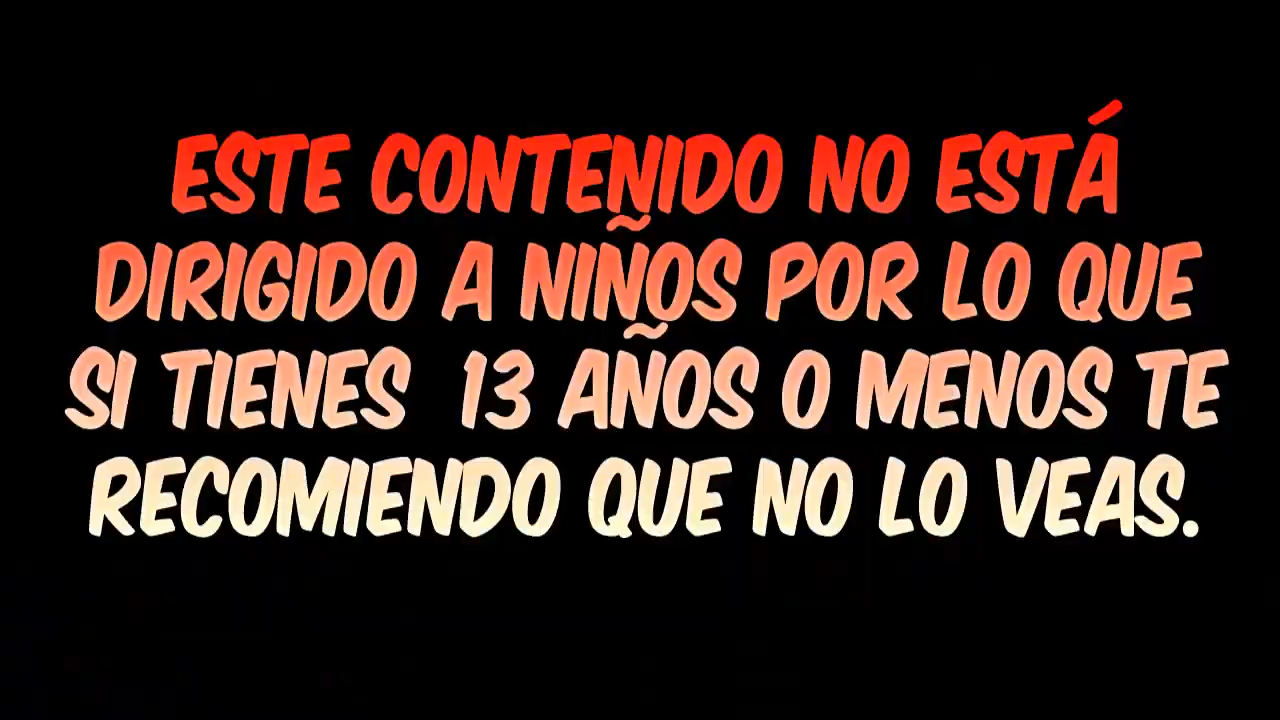 ESTE CONTENIDO NO ESTÁ
DIRIGIDO A NIÑOS POR LO QUE
SI TIENES 13 AÑOS O MENOS TE
RECOMIENDO QUE NO LO VEAS.